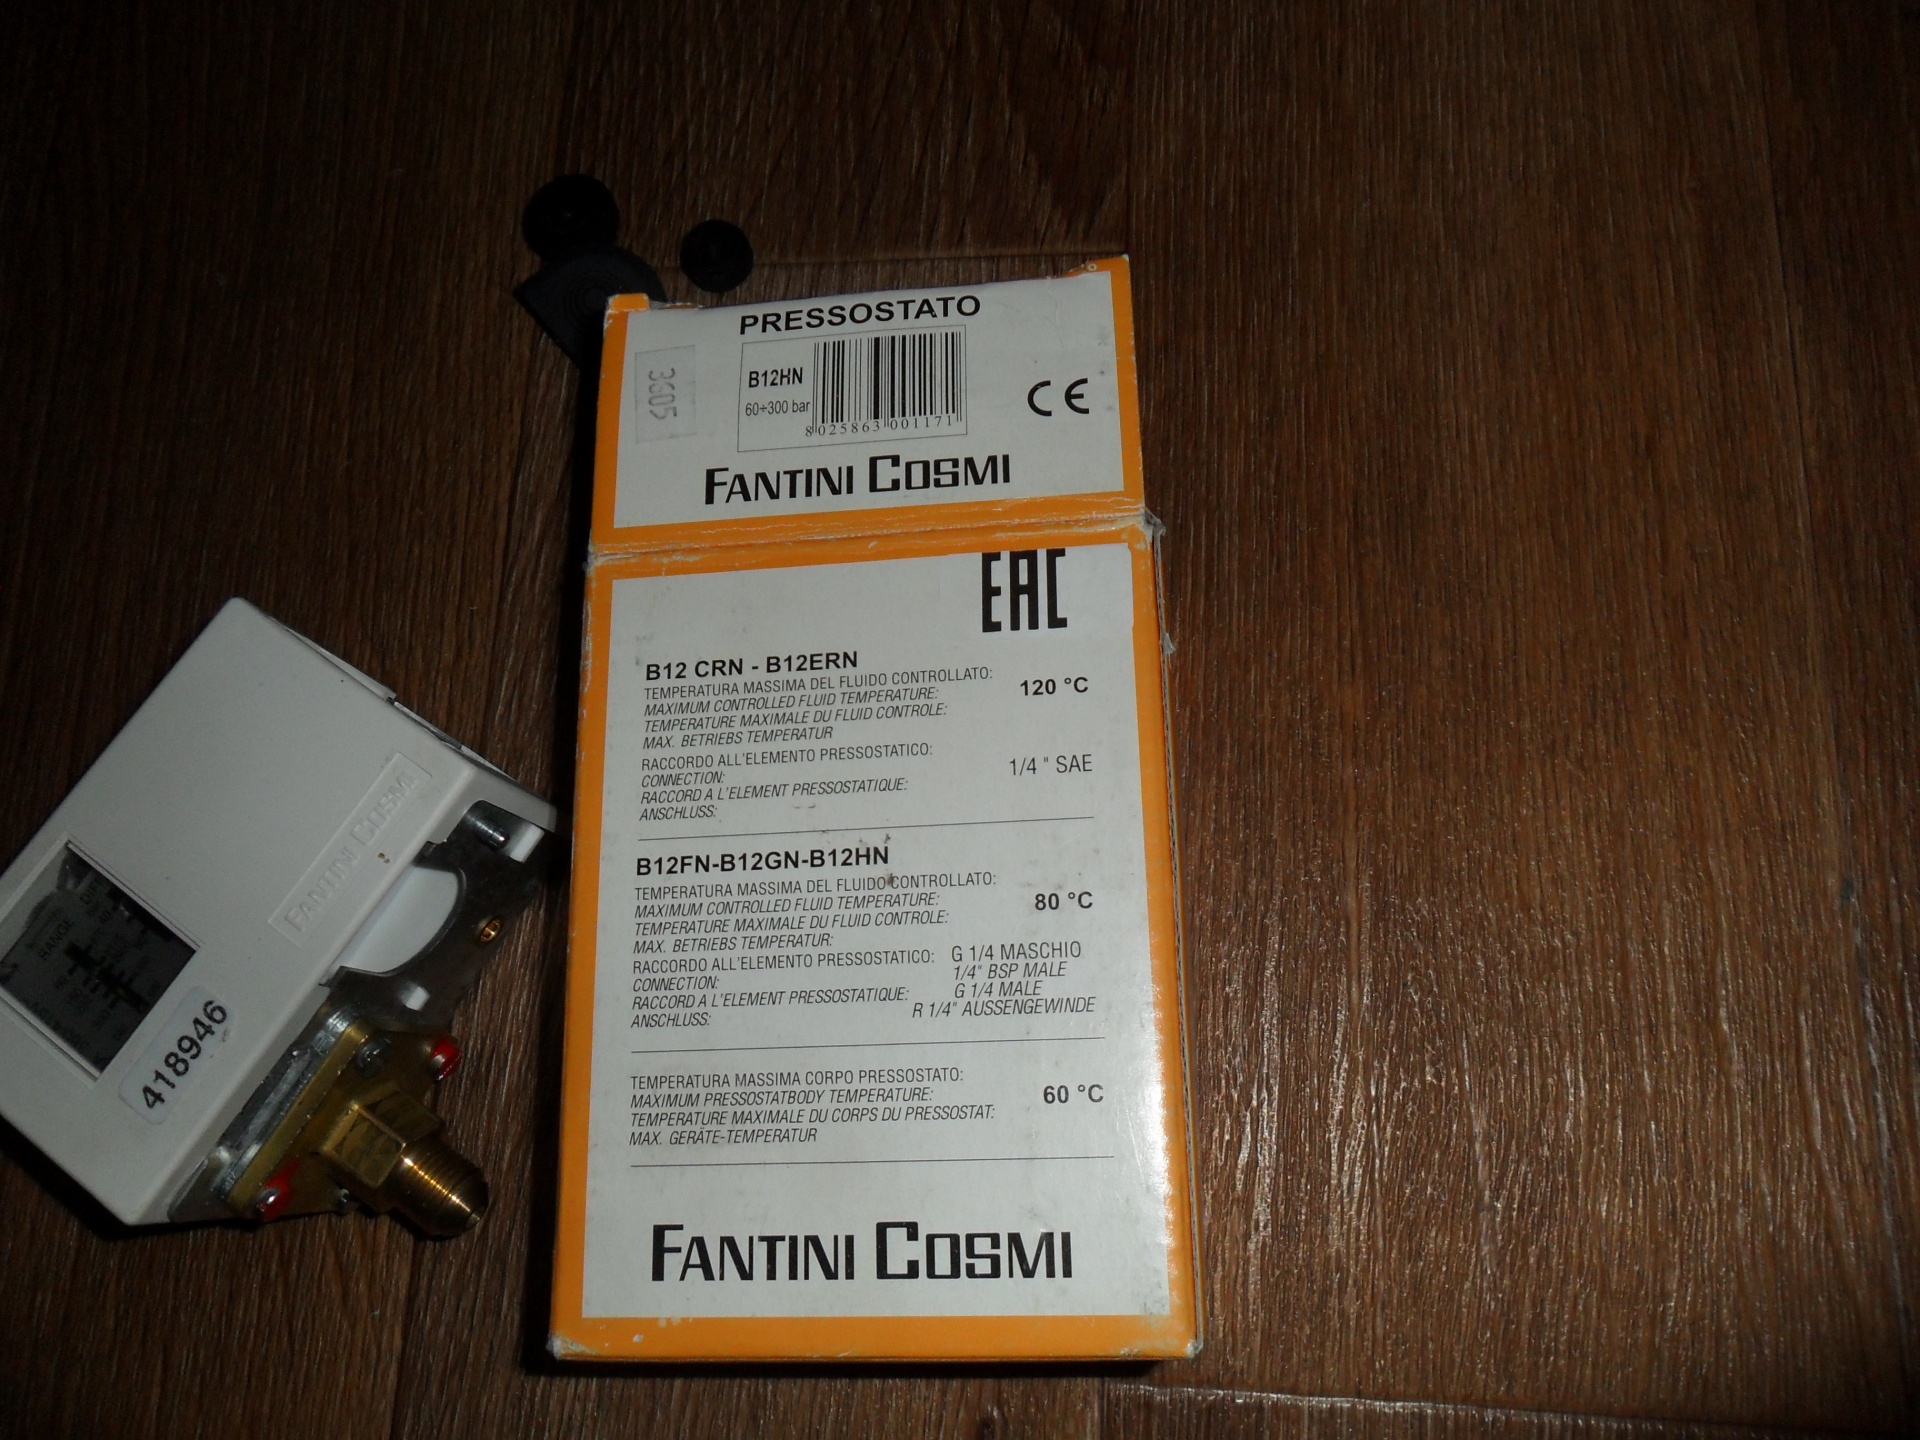 PRESSOSTATO
3605
B12HN
60÷300 bar
8 025863 001171
CE
FANTINI COSMI
EAC
B12 CRN - B12ERN
TEMPERATURA MASSIMA DEL FLUIDO CONTROLLATO:
MAXIMUM CONTROLLED FLUID TEMPERATURE:
120 °C
TEMPERATURE MAXIMALE DU FLUID CONTROLE:
MAX. BETRIEBS TEMPERATUR
RACCORDO ALL'ELEMENTO PRESSOSTATICO:
CONNECTION:
1/4 " SAE
RACCORD A L'ELEMENT PRESSOSTATIQUE:
ANSCHLUSS:
B12FN-B12GN-B12HN
TEMPERATURA MASSIMA DEL FLUIDO CONTROLLATO:
MAXIMUM CONTROLLED FLUID TEMPERATURE:
80 °C
TEMPERATURE MAXIMALE DU FLUID CONTROLE:
MAX. BETRIEBS TEMPERATUR:
RACCORDO ALL'ELEMENTO PRESSOSTATICO: G 1/4 MASCHIO
CONNECTION: 1/4" BSP MALE
RACCORD A L'ELEMENT PRESSOSTATIQUE: G 1/4 MALE
ANSCHLUSS: R 1/4" AUSSENGEWINDE
TEMPERATURA MASSIMA CORPO PRESSOSTATO:
MAXIMUM PRESSOSTATBODY TEMPERATURE:
60 °C
TEMPERATURE MAXIMALE DU CORPS DU PRESSOSTAT:
MAX. GERÄTE-TEMPERATUR
FANTINI COSMI
FANTINI COSMI
RANGE
418946